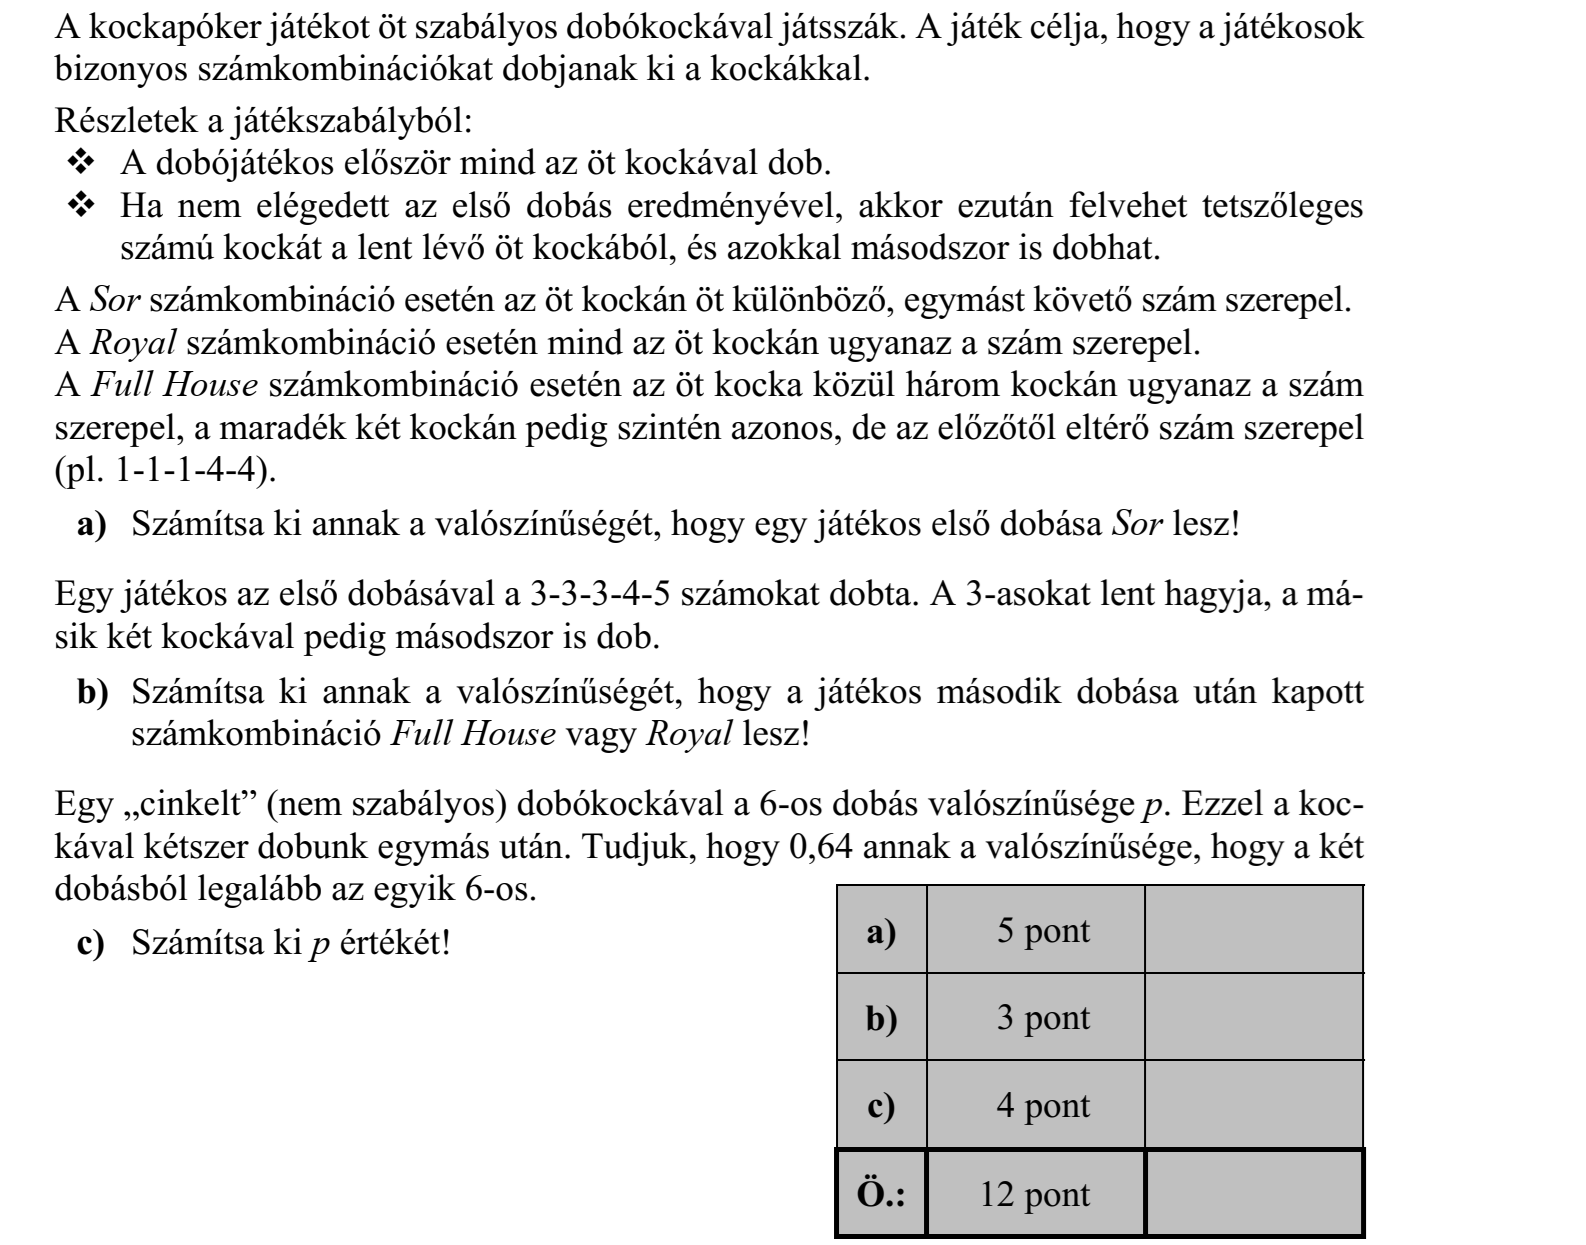 A kockapóker játékot öt szabályos dobókockával játsszák. A játék célja, hogy a játékosok
bizonyos számkombinációkat dobjanak ki a kockákkal.
Részletek a játékszabályból:
❖ A dobójátékos először mind az öt kockával dob.
❖ Ha nem elégedett az első dobás eredményével, akkor ezután felvehet tetszőleges
számú kockát a lent lévő öt kockából, és azokkal másodszor is dobhat.
A Sor számkombináció esetén az öt kockán öt különböző, egymást követő szám szerepel.
A Royal számkombináció esetén mind az öt kockán ugyanaz a szám szerepel.
A Full House számkombináció esetén az öt kocka közül három kockán ugyanaz a szám
szerepel, a maradék két kockán pedig szintén azonos, de az előzőtől eltérő szám szerepel
(pl. 1-1-1-4-4).
a) Számítsa ki annak a valószínűségét, hogy egy játékos első dobása Sor lesz!
Egy játékos az első dobásával a 3-3-3-4-5 számokat dobta. A 3-asokat lent hagyja, a má-
sik két kockával pedig másodszor is dob.
b) Számítsa ki annak a valószínűségét, hogy a játékos második dobása után kapott
számkombináció Full House vagy Royal lesz!
Egy „cinkelt” (nem szabályos) dobókockával a 6-os dobás valószínűsége p. Ezzel a koc-
kával kétszer dobunk egymás után. Tudjuk, hogy 0,64 annak a valószínűsége, hogy a két
dobásból legalább az egyik 6-os.
c) Számítsa ki p értékét!
a) 5 pont
b) 3 pont
c) 4 pont
Ö.: 12 pont